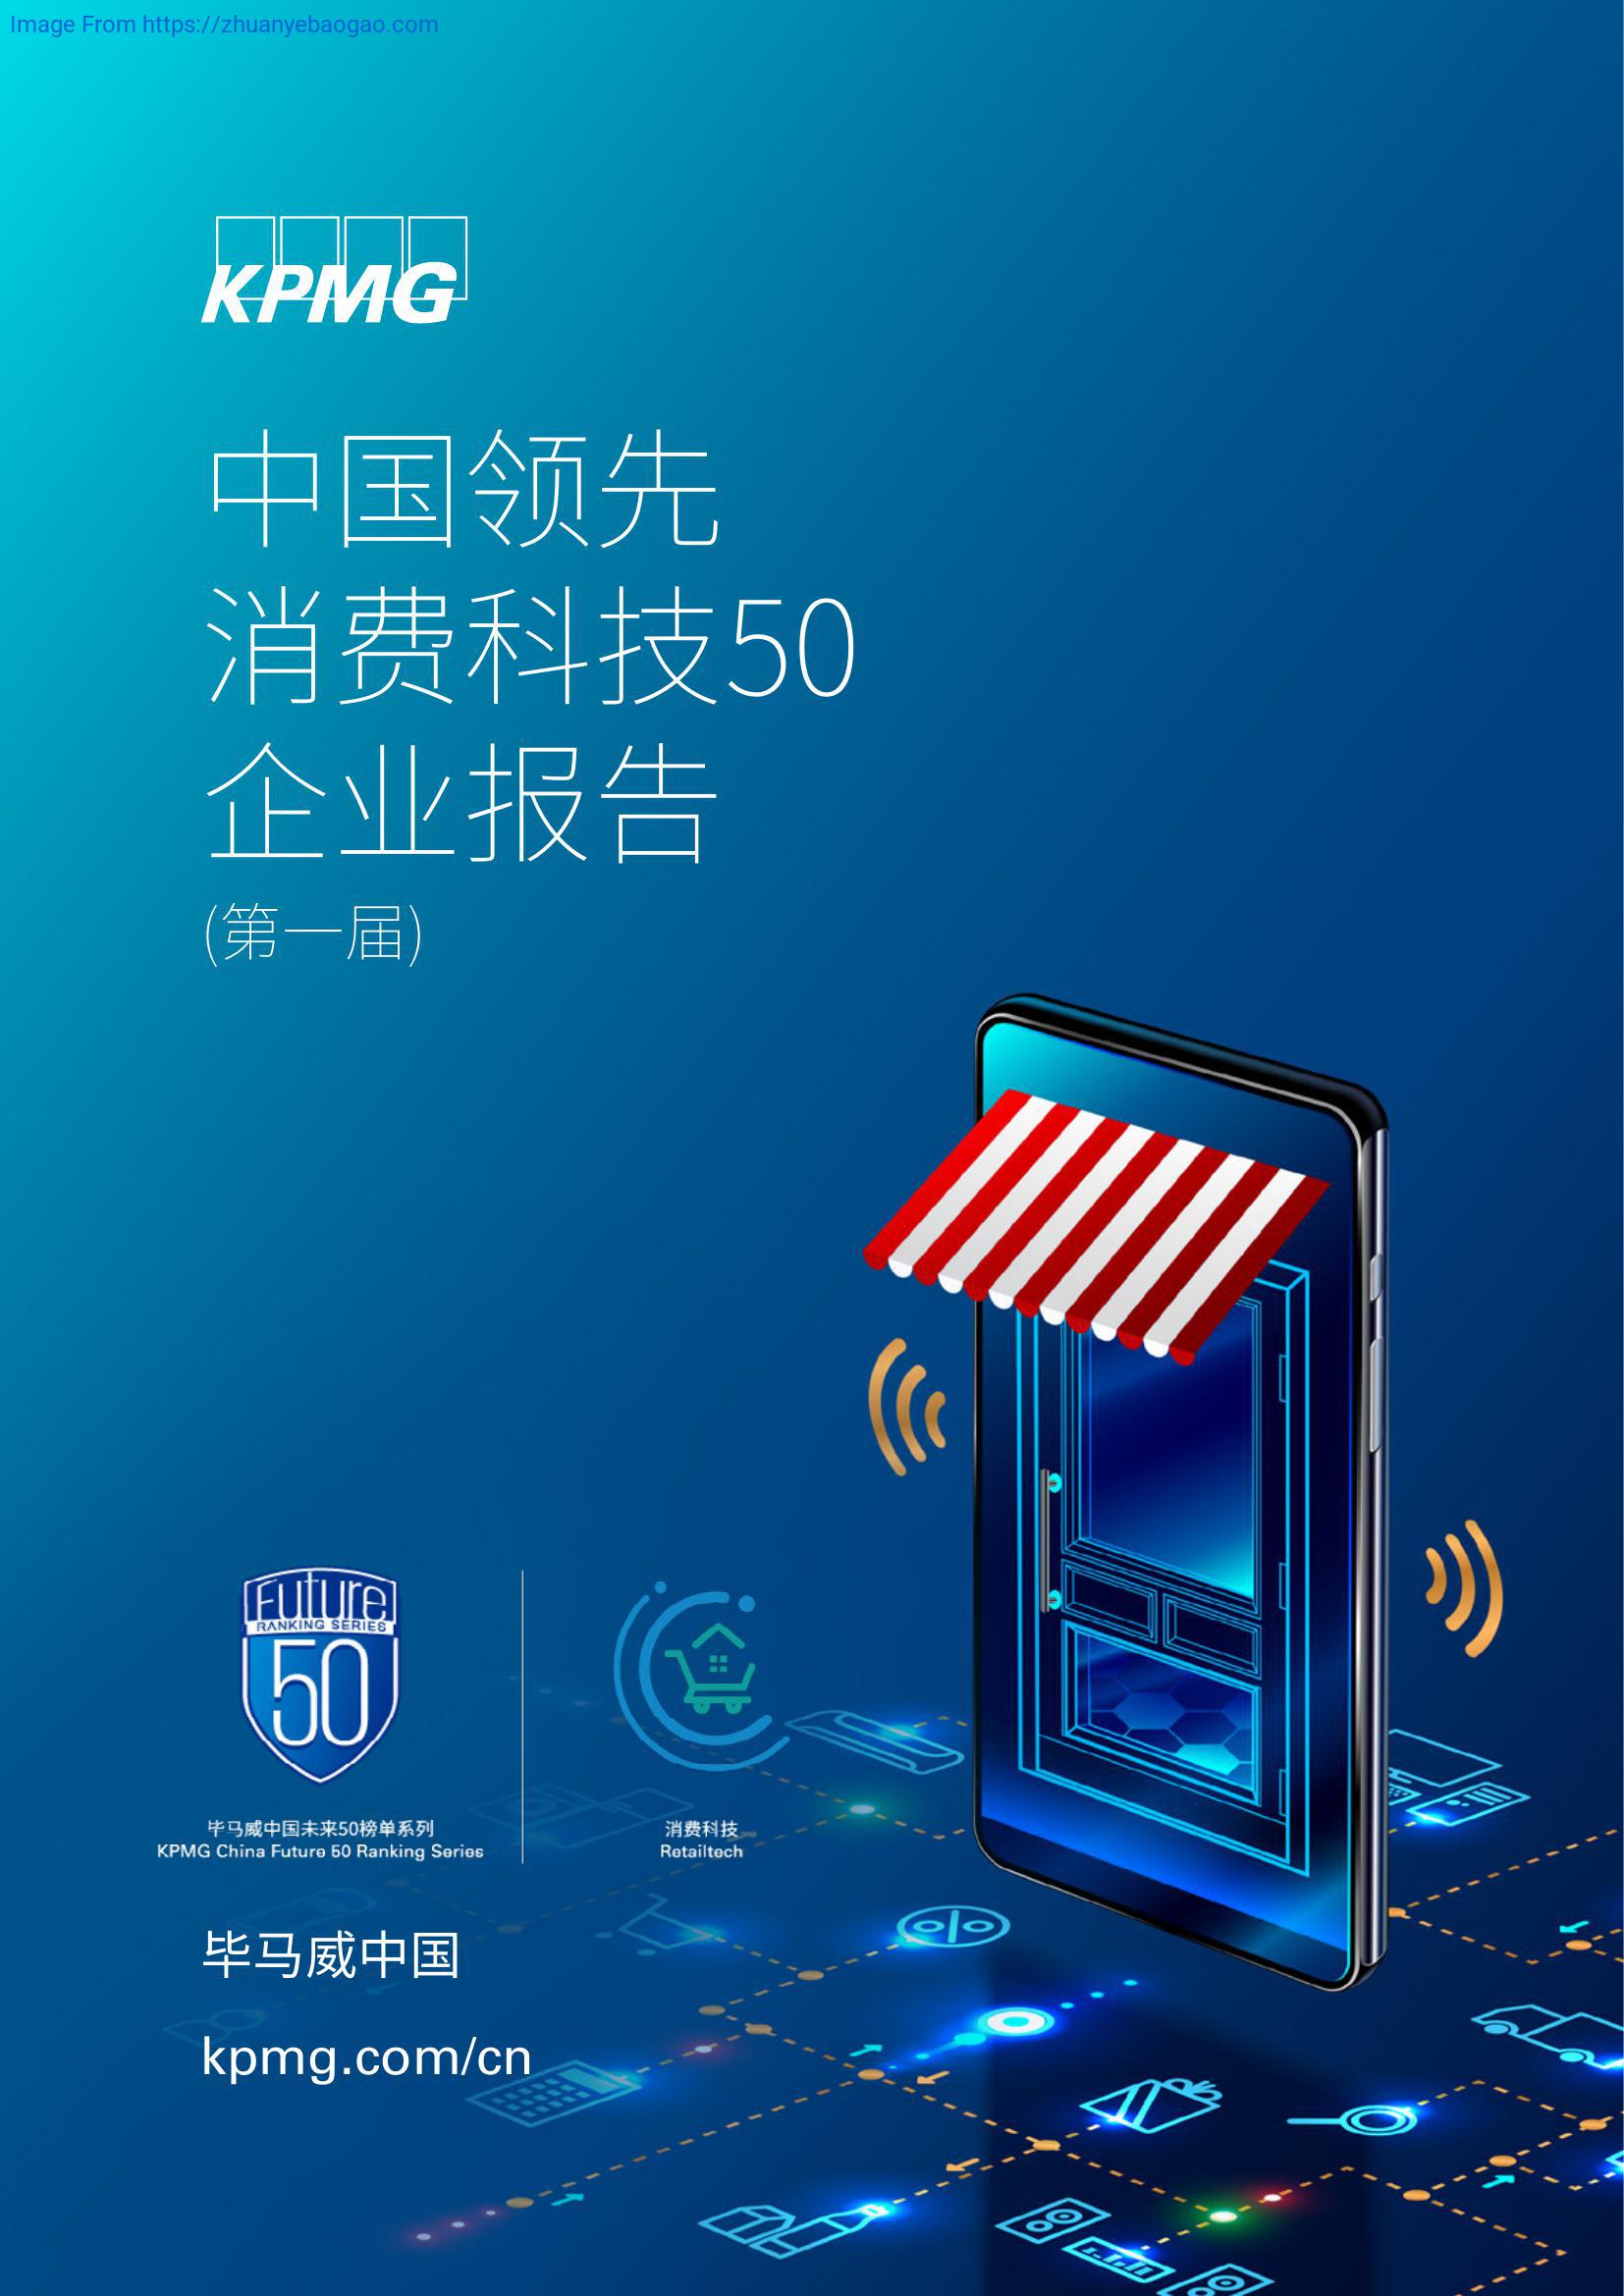 Image From https://zhuanyebaogao.com
KPMG
中国领先
消费科技50
企业报告
(第一届)
Future
RANKING SERIES
50
毕马威中国未来50榜单系列
KPMG China Future 50 Ranking Series
消费科技
Retailtech
毕马威中国
kpmg.com/cn